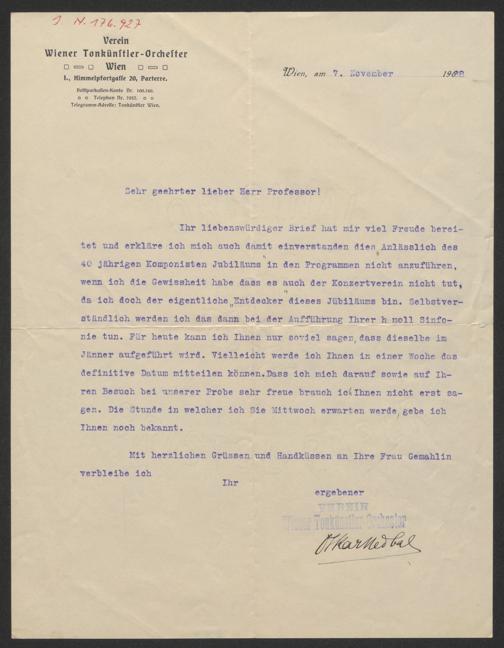 I. N. 176.927
Verein
Wiener Tonkünstler-Orchester
Wien
I., Himmelpfortgasse 20, Parterre.
Postsparkassen-Konto Nr.
Telephon Nr.
Telegramm-Adresse: Tonkünstler Wien.
Wien, am 7. November 190
Sehr geehrter lieber Herr Professor!
Ihr liebenswürdiger Brief hat mir viel Freude berei-
tet und erkläre ich mich auch damit einverstanden dies „Anlässlich des
40 jährigen Komponisten Jubiläums" in den Programmen nicht anzuführen,
wenn ich die Gewissheit habe dass es auch der Konzertverein nicht tut,
da ich doch der eigentliche „Entdecker" dieses Jübiläums bin. Selbstver-
ständlich werden ich das dann bei der Aufführung Ihrer h moll Sinfo-
nie tun. Für heute kann ich Ihnen nur soviel sagen, dass dieselbe im
Jänner aufgeführt wird. Vielleicht werde ich Ihnen in einer Woche das
definitive Datum mitteilen können. Dass ich mich darauf sowie auf Ih-
ren Besuch bei unserer Probe sehr freue brauch ich Ihnen nicht erst sa-
gen. Die Stunde in welcher ich Sie Mittwoch erwarten werde, gebe ich
Ihnen noch bekannt.
Mit herzlichen Grüssen und Handküssen an Ihre Frau Gemahlin
verbleibe ich
Ihr
ergebener
VEREIN
Wiener Tonkünstler Orchester
Oskar Nedbal